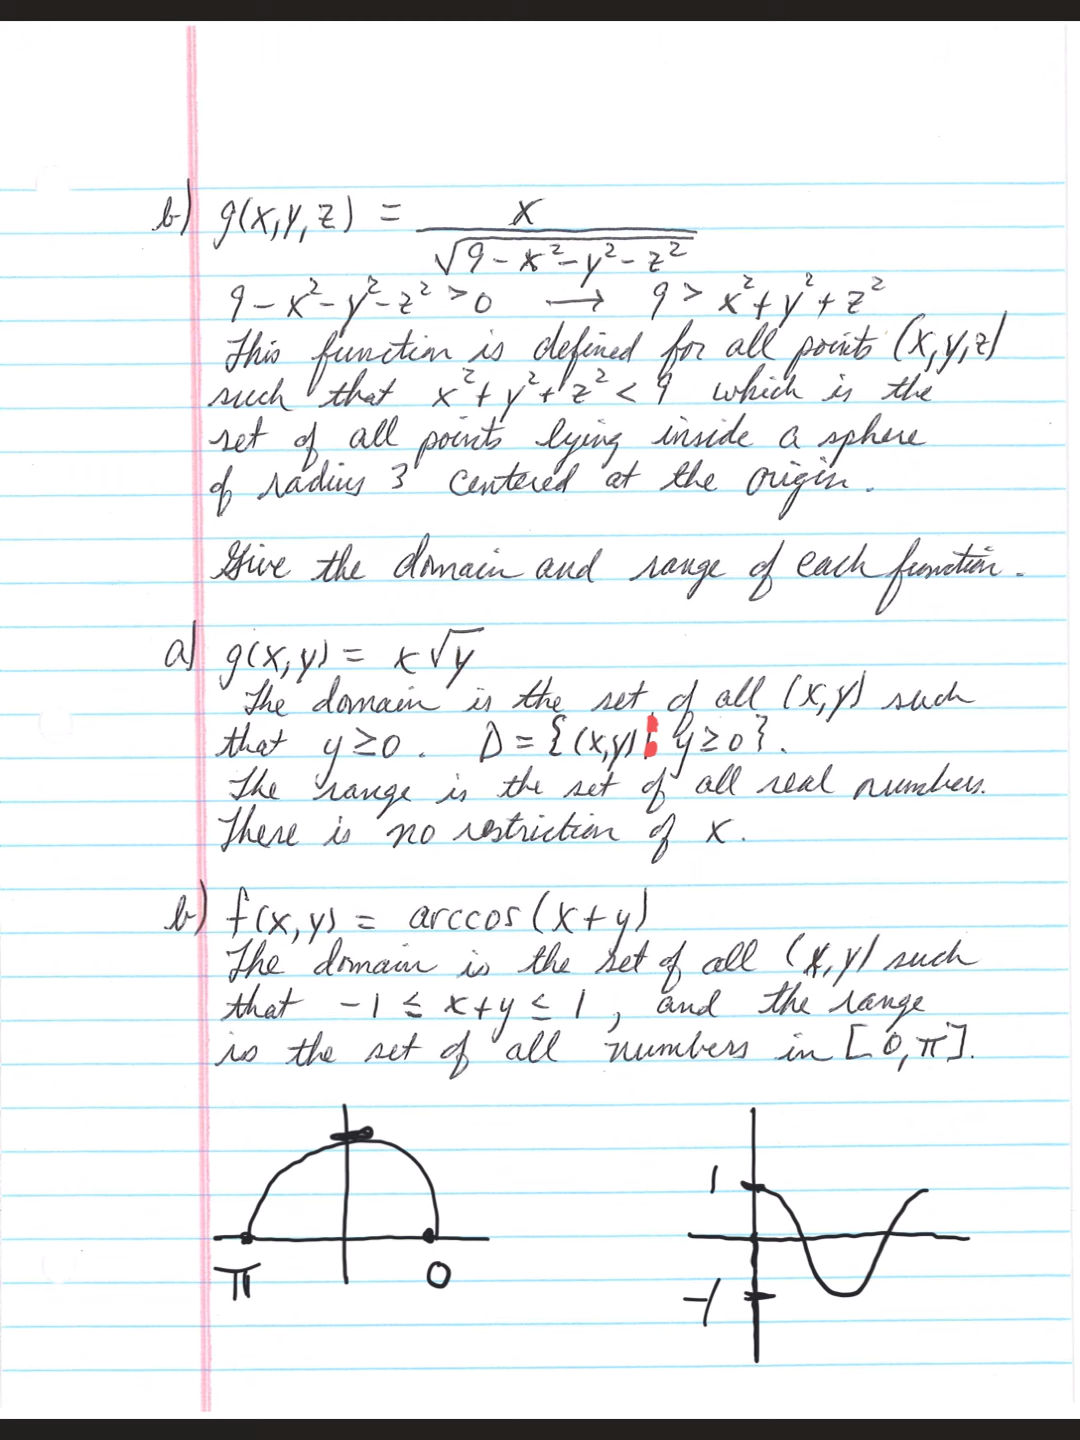 b) g(x,y,z) = x / √(9-x²-y²-z²)
9-x²-y²-z² > 0 → 9 > x²+y²+z²
This function is defined for all points (x,y,z)
such that x²+y²+z² < 9 which is the
set of all points lying inside a sphere
of radius 3 centered at the origin.
Give the domain and range of each function.
a) g(x,y) = x√y
The domain is the set of all (x,y) such
that y≥0. D = {(x,y): y≥0}.
The range is the set of all real numbers.
There is no restriction of x.
b) f(x,y) = arccos(x+y)
The domain is the set of all (x,y) such
that -1 ≤ x+y ≤ 1, and the range
is the set of all numbers in [0,π].
1
π 0
-1